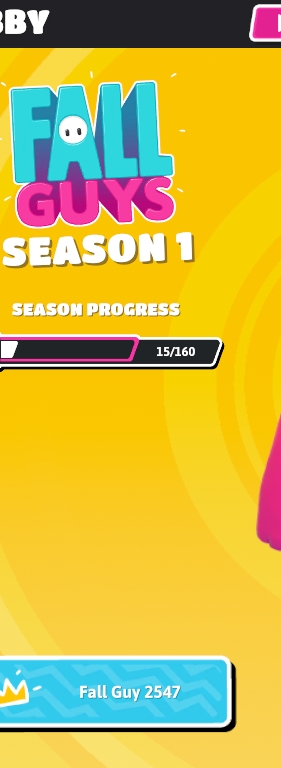 BBY
FALL
GUYS
SEASON 1
SEASON PROGRESS
15/160
Fall Guy 2547